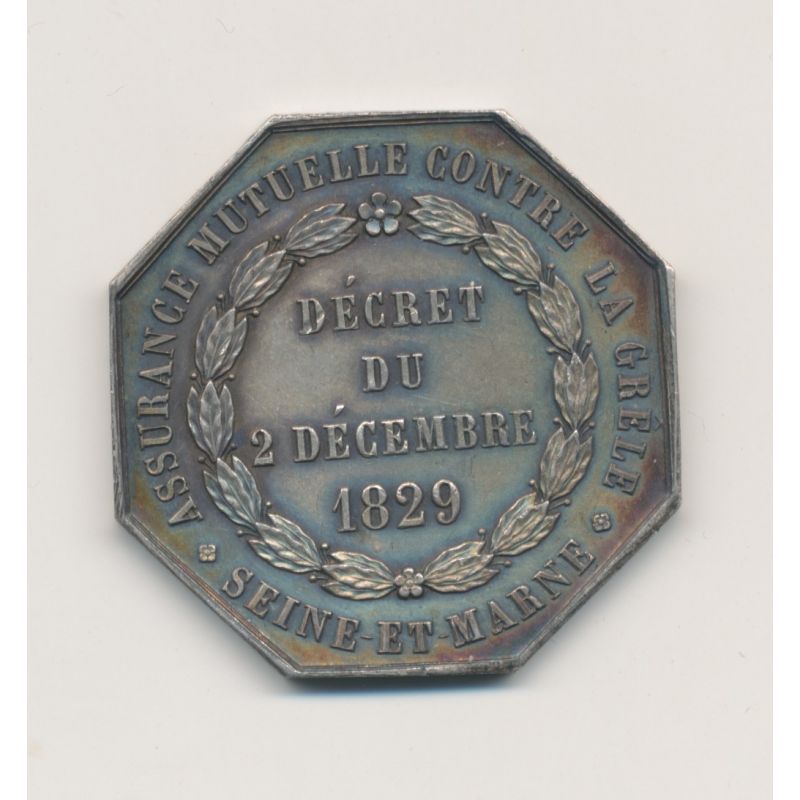 ASSURANCE MUTUELLE CONTRE LA GRÊLE
DÉCRET
DU
2 DÉCEMBRE
1829
SEINE-ET-MARNE